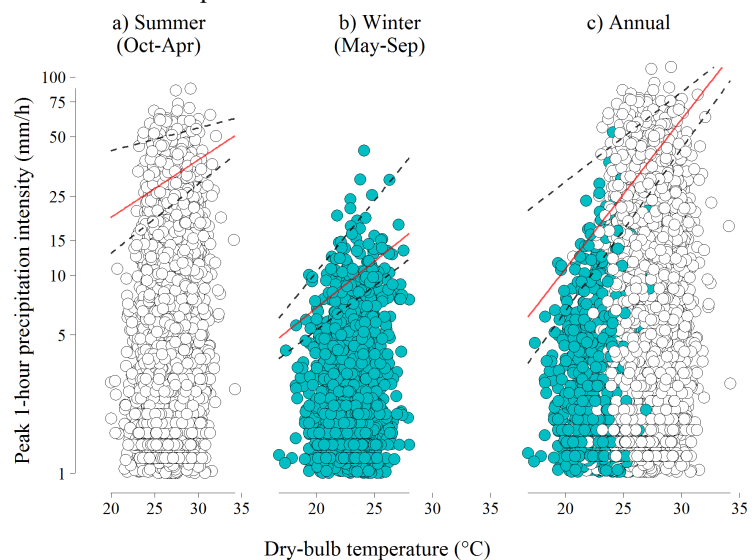 a) Summer
(Oct-Apr)
b) Winter
(May-Sep)
c) Annual
Peak 1-hour precipitation intensity (mm/h)
100
75
50
25
15
10
5
1
20 25 30 35
20 25 30 35
20 25 30 35
Dry-bulb temperature (°C)